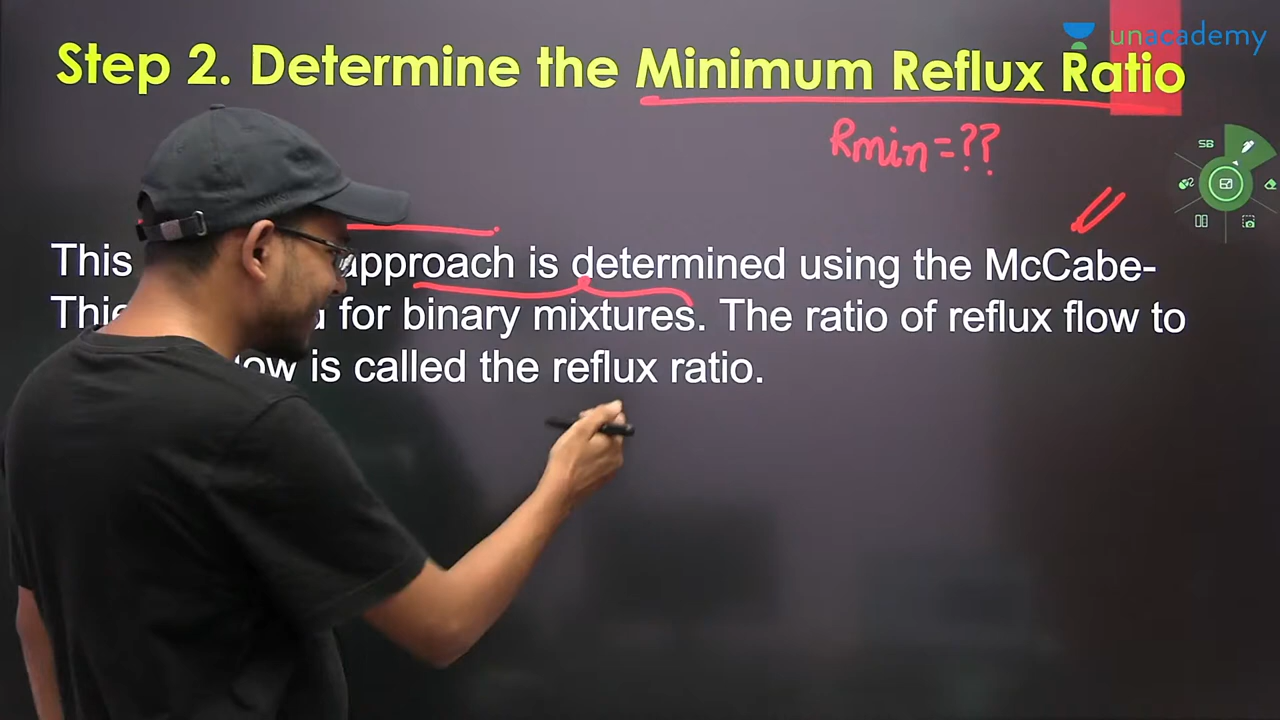 unacademy
Step 2. Determine the Minimum Reflux Ratio
Rmin=??
SB
This approach is determined using the McCabe-
for binary mixtures. The ratio of reflux flow to
is called the reflux ratio.